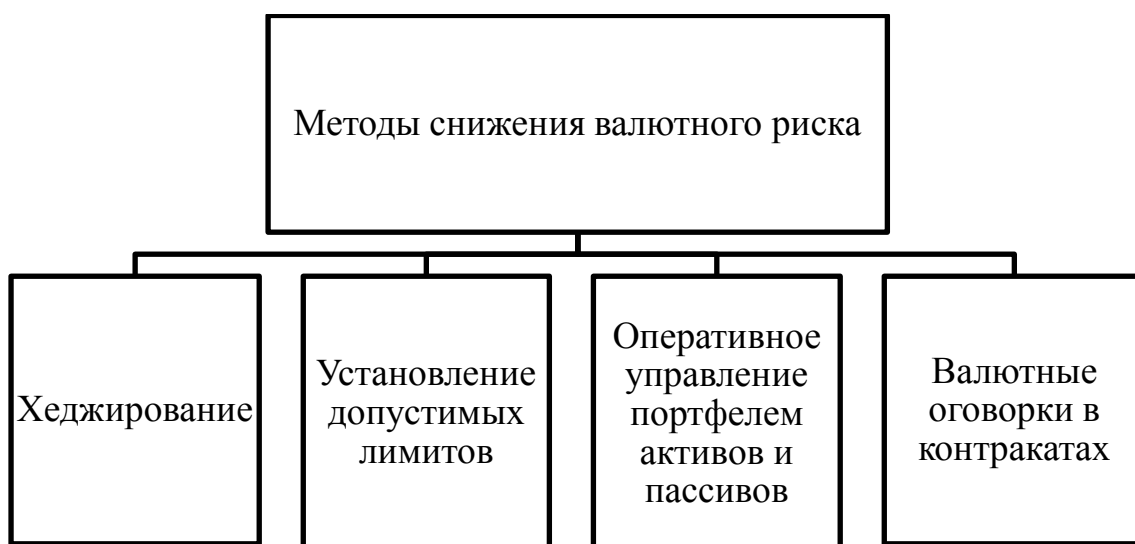 Методы снижения валютного риска
Хеджирование
Установление
допустимых
лимитов
Оперативное
управление
портфелем
активов и
пассивов
Валютные
оговорки в
контракатах